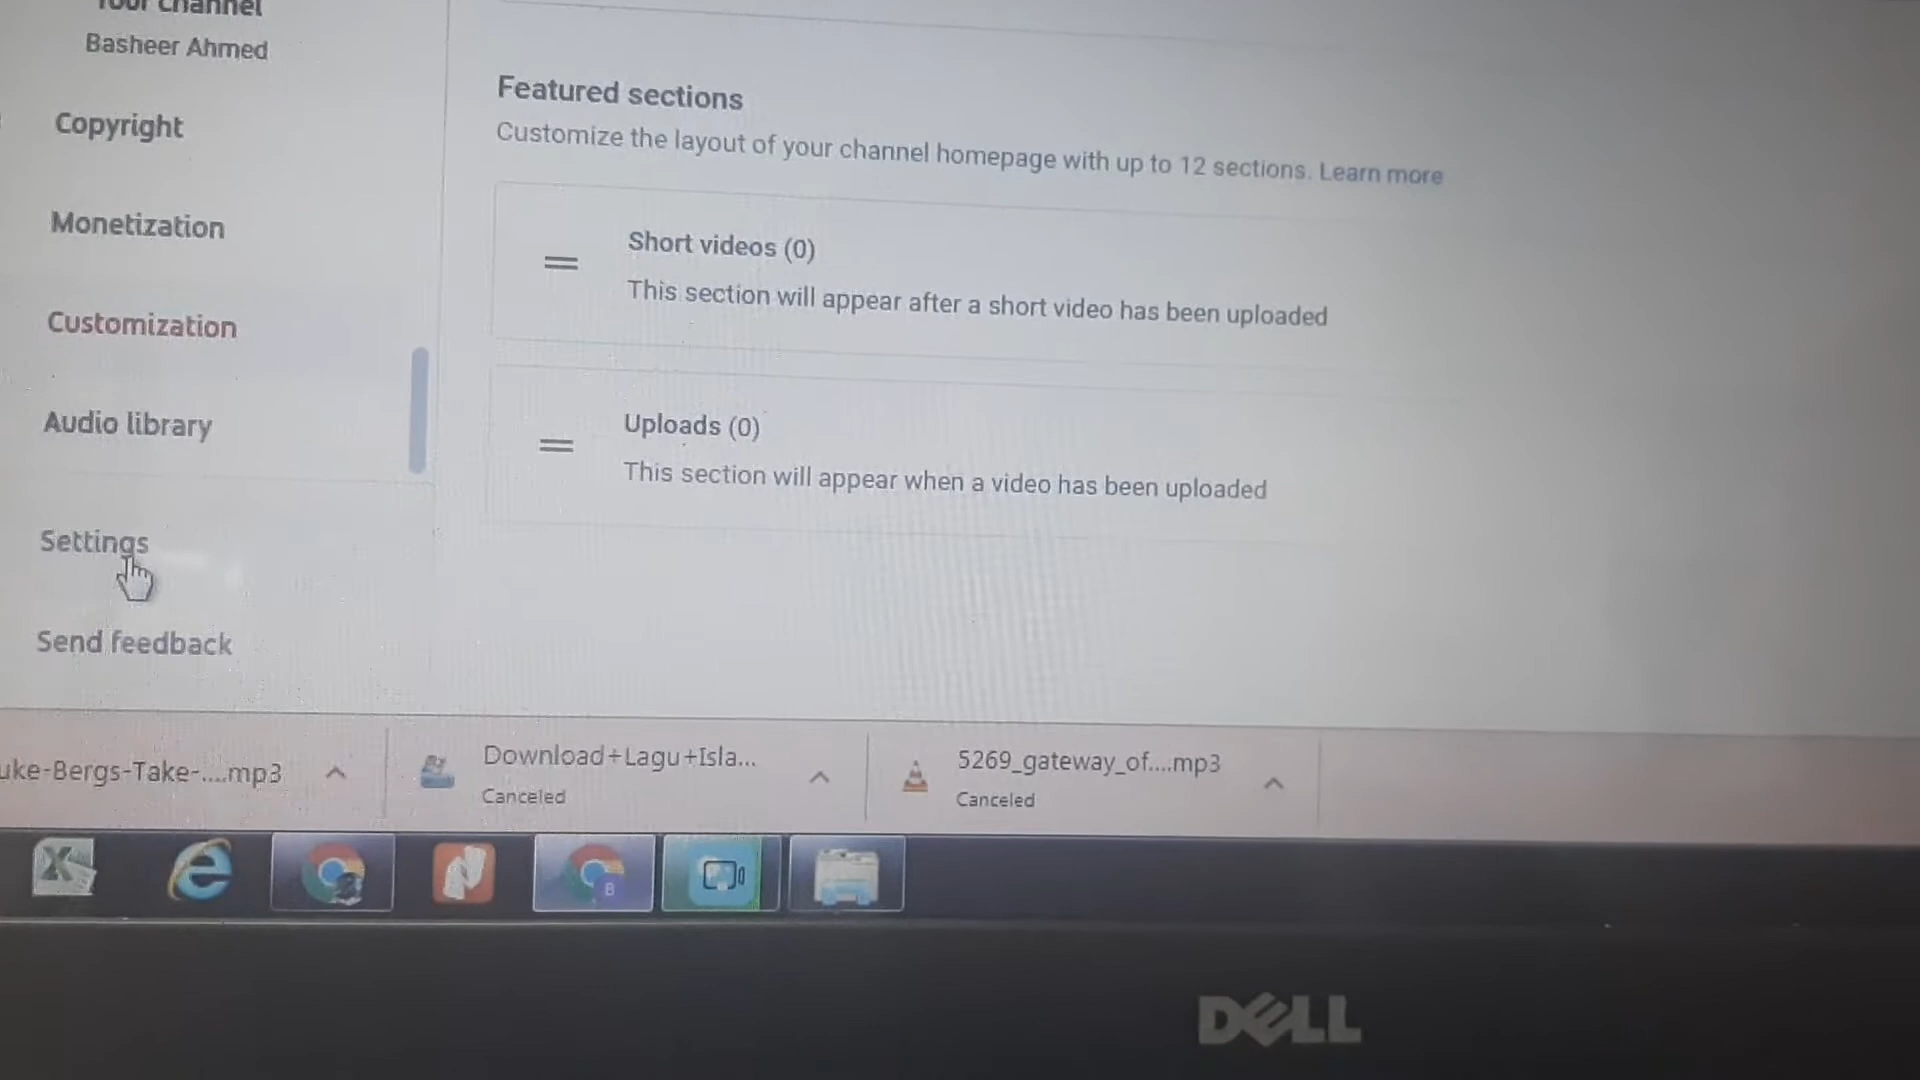 Your channel
Basheer Ahmed
Copyright
Monetization
Customization
Audio library
Settings
Send feedback
Featured sections
Customize the layout of your channel homepage with up to 12 sections. Learn more
Short videos (0)
This section will appear after a short video has been uploaded
Uploads (0)
This section will appear when a video has been uploaded
uke-Bergs-Take-....mp3
Download+Lagu+Isla...
Canceled
5269_gateway_of....mp3
Canceled
B
DELL